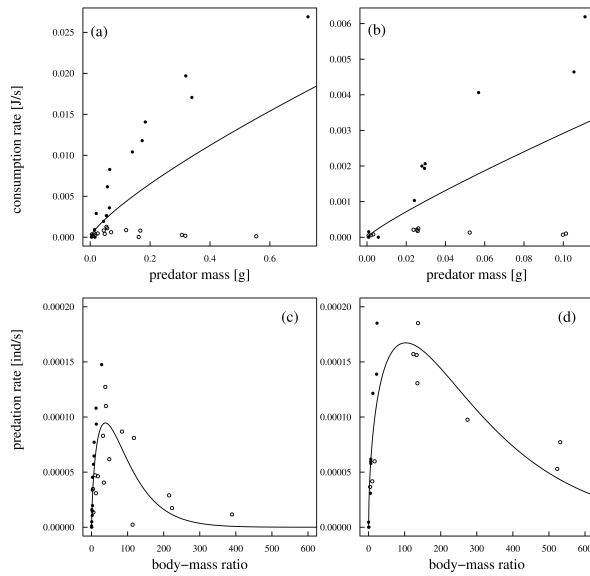 (a)
(b)
0.025
0.020
0.015
0.010
0.005
0.000
0.006
0.005
0.004
0.003
0.002
0.001
0.000
consumption rate [J/s]
0.0 0.2 0.4 0.6
0.00 0.02 0.04 0.06 0.08 0.10
predator mass [g]
predator mass [g]
(c)
(d)
0.00020
0.00015
0.00010
0.00005
0.00000
0.00020
0.00015
0.00010
0.00005
0.00000
predation rate [ind/s]
0 100 200 300 400 500 600
0 100 200 300 400 500 600
body−mass ratio
body−mass ratio